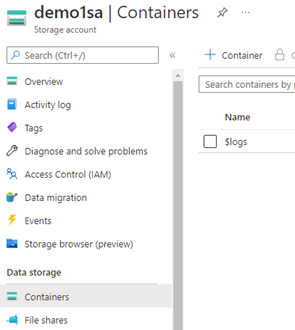 demo1sa | Containers
Storage account
Search (Ctrl+/)
Overview
Activity log
Tags
Diagnose and solve problems
Access Control (IAM)
Data migration
Events
Storage browser (preview)
Data storage
Containers
File shares
+ Container
Search containers by
Name
$logs